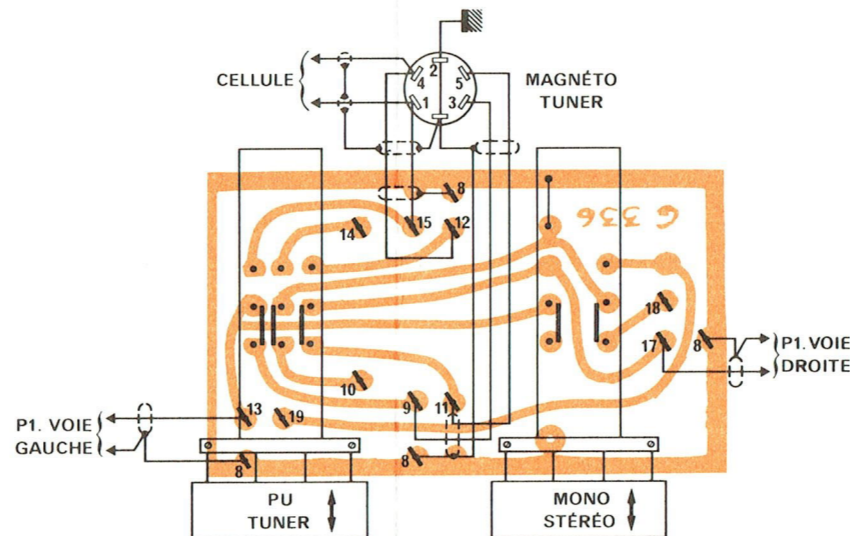 CELLULE
2
4
5
1
3
MAGNÉTO
TUNER
8
14
15
12
G 336
18
17
8
P1. VOIE
DROITE
10
9
11
13
19
P1. VOIE
GAUCHE
8
8
PU
TUNER
MONO
STÉRÉO